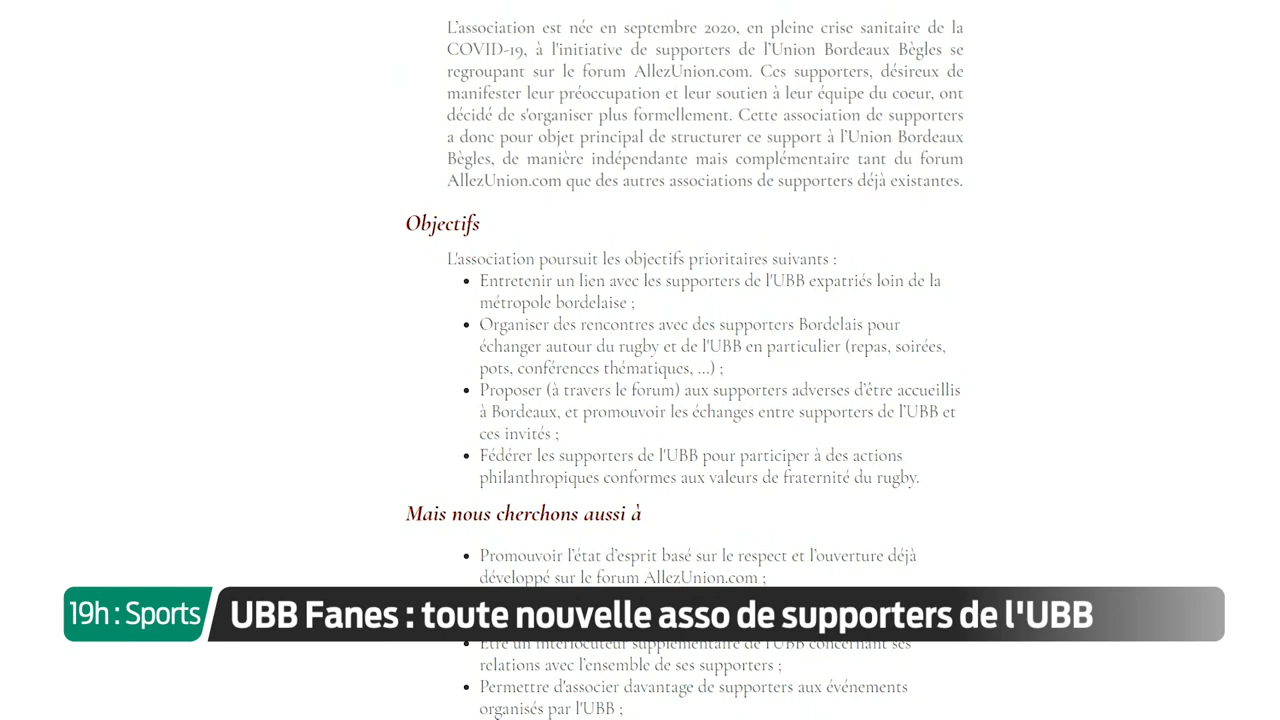 L'association est née en septembre 2020, en pleine crise sanitaire de la
COVID-19, à l'initiative de supporters de l'Union Bordeaux Bègles se
regroupant sur le forum AllezUnion.com. Ces supporters, désireux de
manifester leur préoccupation et leur soutien à leur équipe du coeur, ont
décidé de s'organiser plus formellement. Cette association de supporters
a donc pour objet principal de structurer ce support à l'Union Bordeaux
Bègles, de manière indépendante mais complémentaire tant du forum
AllezUnion.com que des autres associations de supporters déjà existantes.
Objectifs
L'association poursuit les objectifs prioritaires suivants :
• Entretenir un lien avec les supporters de l'UBB expatriés loin de la
métropole bordelaise ;
• Organiser des rencontres avec des supporters Bordelais pour
échanger autour du rugby et de l'UBB en particulier (repas, soirées,
pots, conférences thématiques, ...) ;
• Proposer (à travers le forum) aux supporters adverses d'être accueillis
à Bordeaux, et promouvoir les échanges entre supporters de l'UBB et
ces invités ;
• Fédérer les supporters de l'UBB pour participer à des actions
philanthropiques conformes aux valeurs de fraternité du rugby.
Mais nous cherchons aussi à
• Promouvoir l'état d'esprit basé sur le respect et l'ouverture déjà
développé sur le forum AllezUnion.com ;
19h : Sports UBB Fanes : toute nouvelle asso de supporters de l'UBB
• Etre un interlocuteur supplémentaire de l'UBB concernant ses
relations avec l'ensemble de ses supporters ;
• Permettre d'associer davantage de supporters aux événements
organisés par l'UBB ;